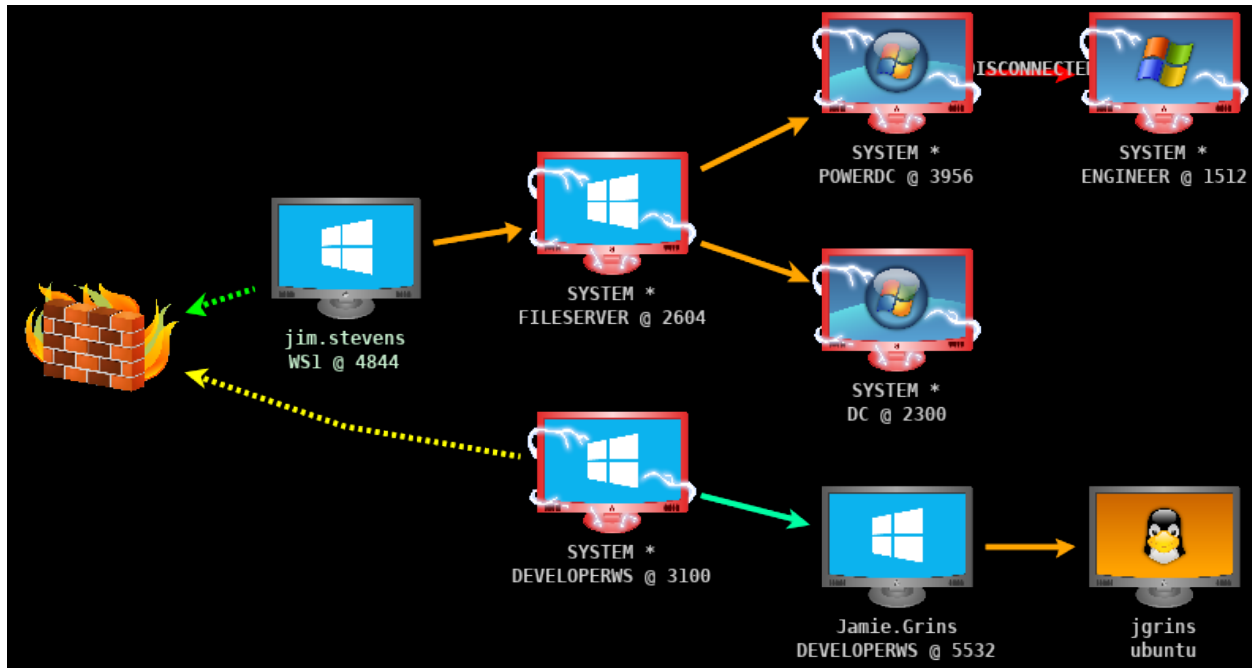 DISCONNECTE
SYSTEM *
POWERDC @ 3956
SYSTEM *
ENGINEER @ 1512
SYSTEM *
FILESERVER @ 2604
jim.stevens
WS1 @ 4844
SYSTEM *
DC @ 2300
SYSTEM *
DEVELOPERWS @ 3100
Jamie.Grins
DEVELOPERWS @ 5532
jgrins
ubuntu